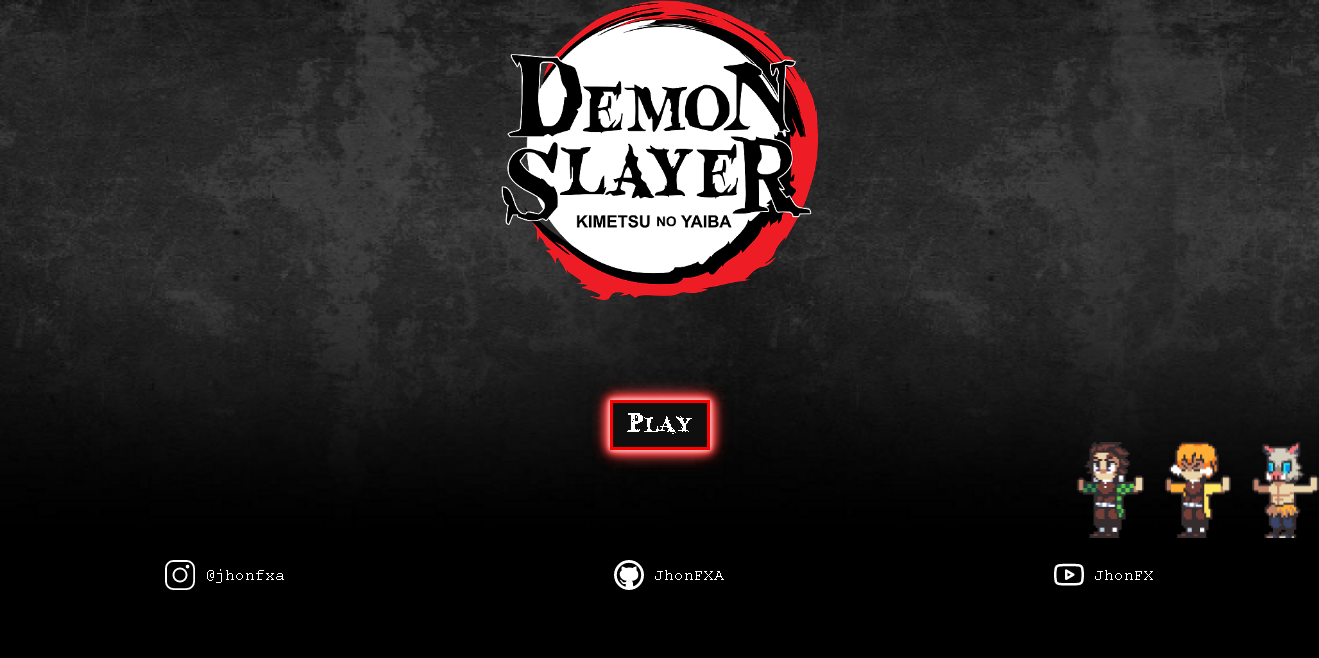 DEMON
SLAYER
KIMETSU NO YAIBA
PLAY
@jhonfxa
JhonFXA
JhonFX